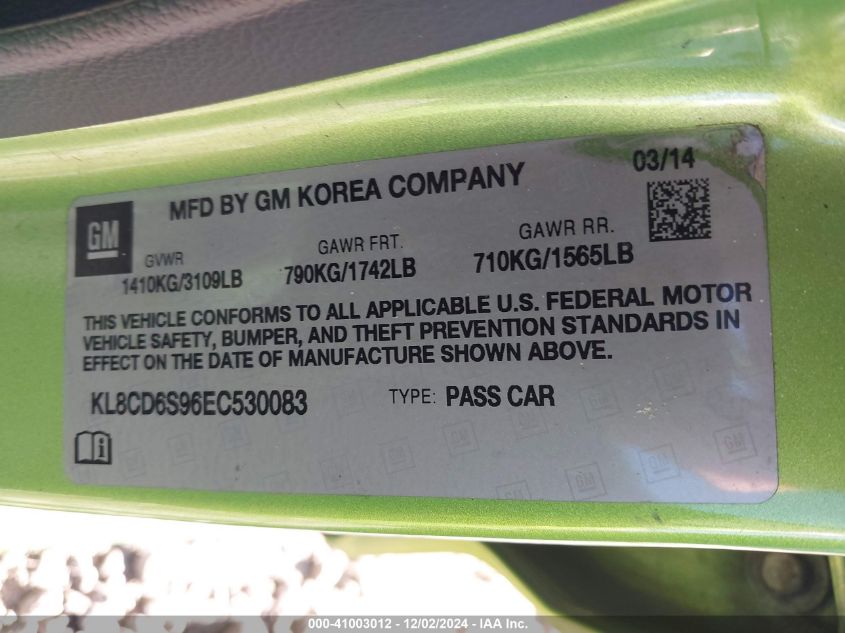 03/14
MFD BY GM KOREA COMPANY
GM
GVWR GAWR FRT. GAWR RR.
1410KG/3109LB 790KG/1742LB 710KG/1565LB
THIS VEHICLE CONFORMS TO ALL APPLICABLE U.S. FEDERAL MOTOR
VEHICLE SAFETY, BUMPER, AND THEFT PREVENTION STANDARDS IN
EFFECT ON THE DATE OF MANUFACTURE SHOWN ABOVE.
KL8CD6S96EC530083 TYPE: PASS CAR
000-41003012 - 12/02/2024 - IAA Inc.